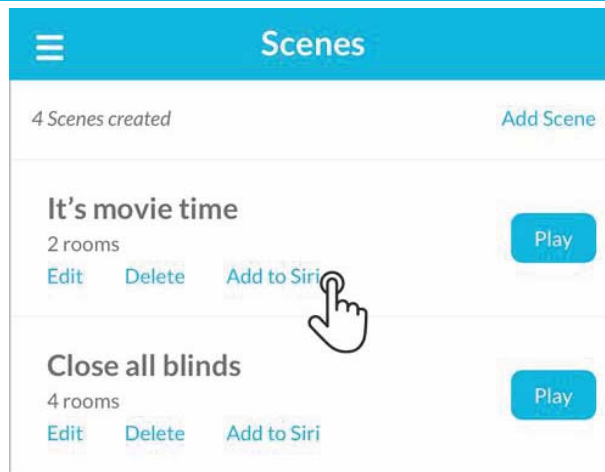 Scenes
4 Scenes created Add Scene
It’s movie time
2 rooms
Play
Edit Delete Add to Siri
Close all blinds
4 rooms
Play
Edit Delete Add to Siri